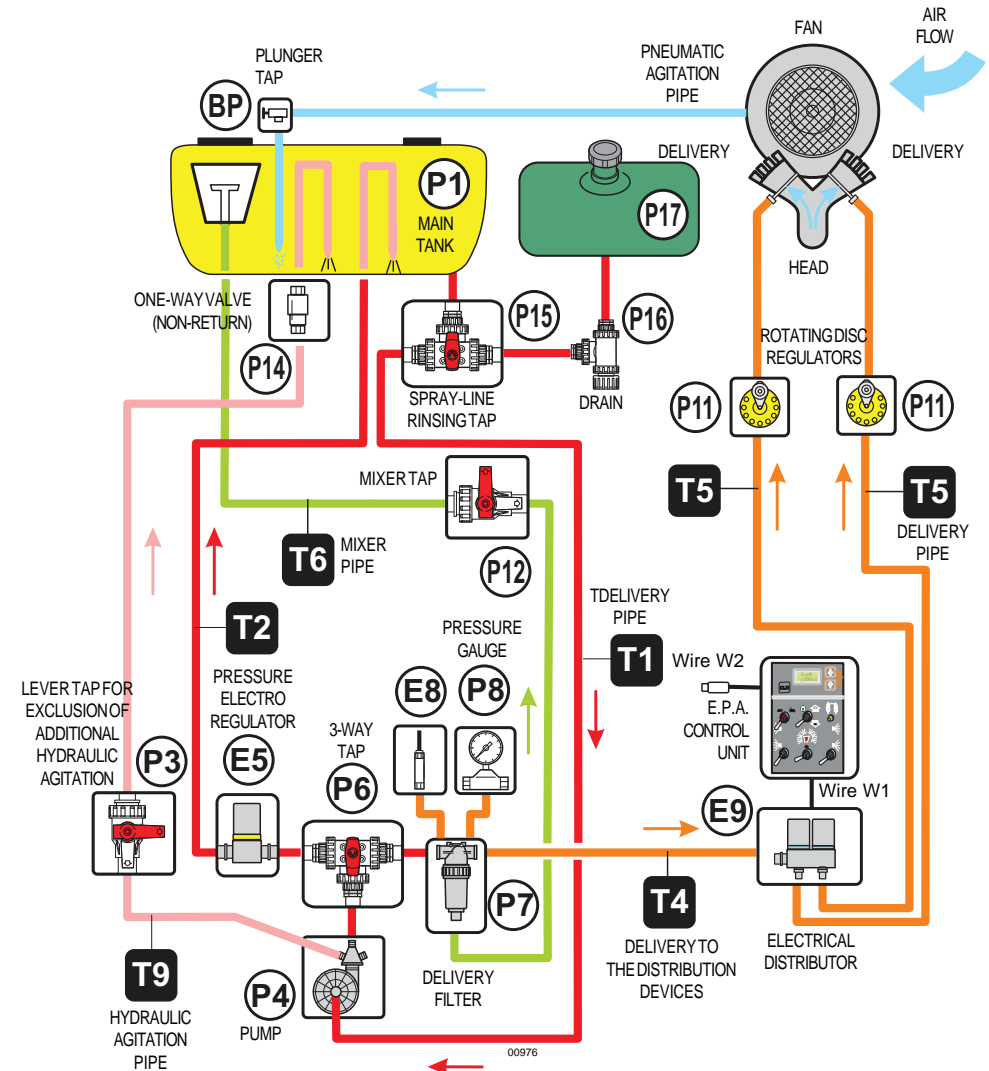 FAN
AIR
FLOW
PLUNGER
TAP
PNEUMATIC
AGITATION
PIPE
BP
DELIVERY
DELIVERY
P1
MAIN
TANK
P17
HEAD
ONE-WAY VALVE
(NON-RETURN)
P14
P15
P16
SPRAY-LINE
RINSING TAP
DRAIN
ROTATING DISC
REGULATORS
P11
P11
MIXER TAP
T5
T5
DELIVERY
PIPE
T6
MIXER
PIPE
P12
T2
TDELIVERY
PIPE
T1
PRESSURE
GAUGE
Wire W2
E.P.A.
CONTROL
UNIT
LEVER TAP FOR
EXCLUSION OF
ADDITIONAL
HYDRAULIC
AGITATION
P3
PRESSURE
ELECTRO
REGULATOR
E5
3-WAY
TAP
P6
E8
P8
Wire W1
E9
P7
T4
DELIVERY TO
THE DISTRIBUTION
DEVICES
ELECTRICAL
DISTRIBUTOR
T9
HYDRAULIC
AGITATION
PIPE
P4
PUMP
DELIVERY
FILTER
00976